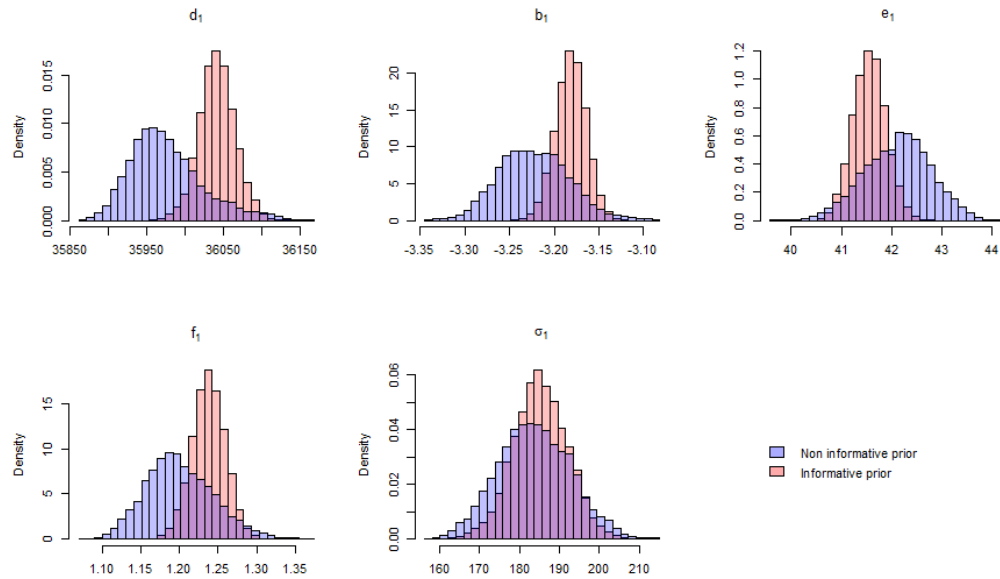 d₁
Density
0.000 0.005 0.010 0.015
35850 35950 36050 36150
b₁
Density
0 5 10 20
-3.35 -3.30 -3.25 -3.20 -3.15 -3.10
e₁
Density
0.0 0.2 0.4 0.6 0.8 1.0 1.2
40 41 42 43 44
f₁
Density
0 5 10 15
1.10 1.15 1.20 1.25 1.30 1.35
σ₁
Density
0.00 0.02 0.04 0.06
160 170 180 190 200 210
Non informative prior
Informative prior